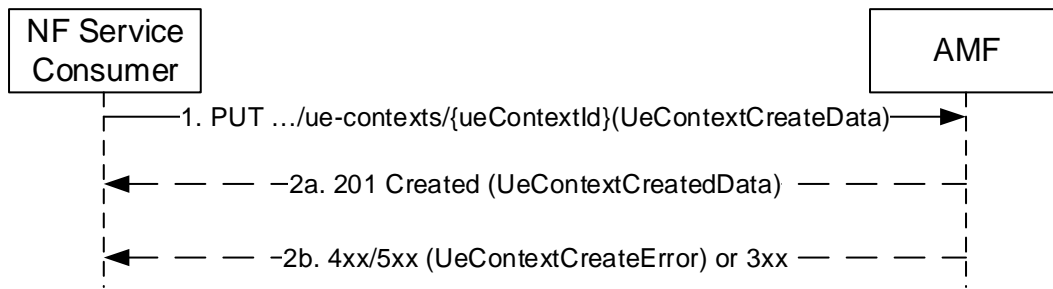 NF Service
Consumer
AMF
1. PUT …/ue-contexts/{ueContextId}(UeContextCreateData)
2a. 201 Created (UeContextCreatedData)
2b. 4xx/5xx (UeContextCreateError) or 3xx